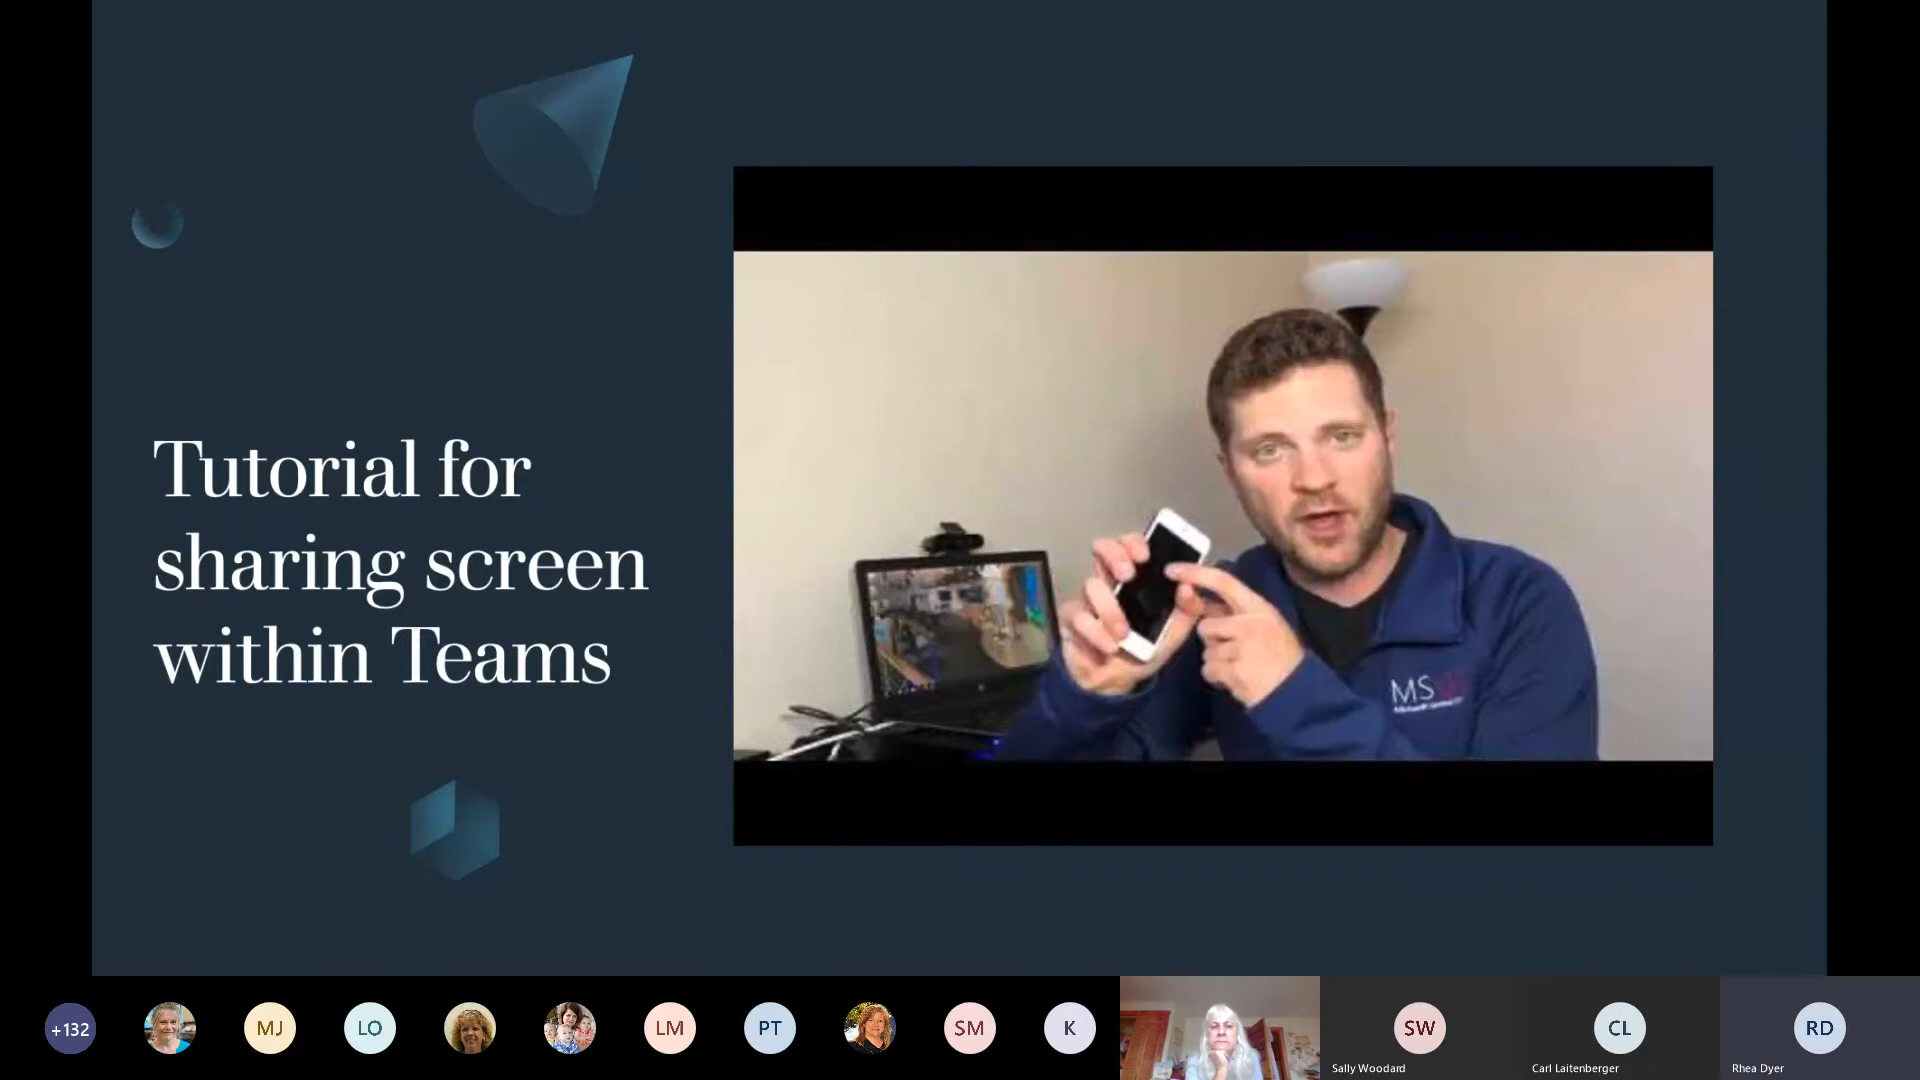 Tutorial for
sharing screen
within Teams
MS
+132
MJ
LO
LM
PT
SM
K
SW
CL
RD
Sally Woodard
Carl Laitenberger
Rhea Dyer